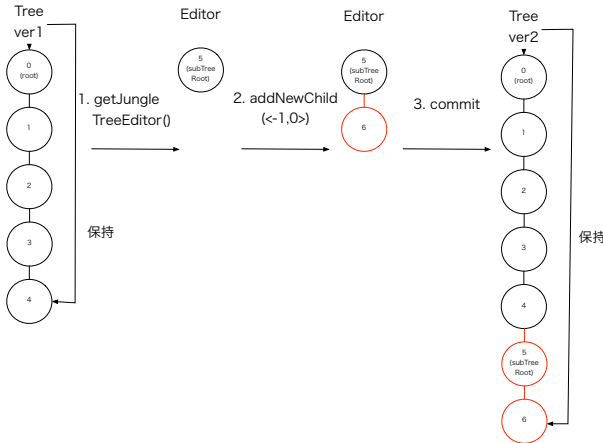 Tree
ver1
0
(root)
1
2
3
4
保持
1. getJungle
TreeEditor()
Editor
5
(subTree
Root)
2. addNewChild
(<-1,0>)
Editor
5
(subTree
Root)
6
3. commit
Tree
ver2
0
(root)
1
2
3
4
5
(subTree
Root)
6
保持